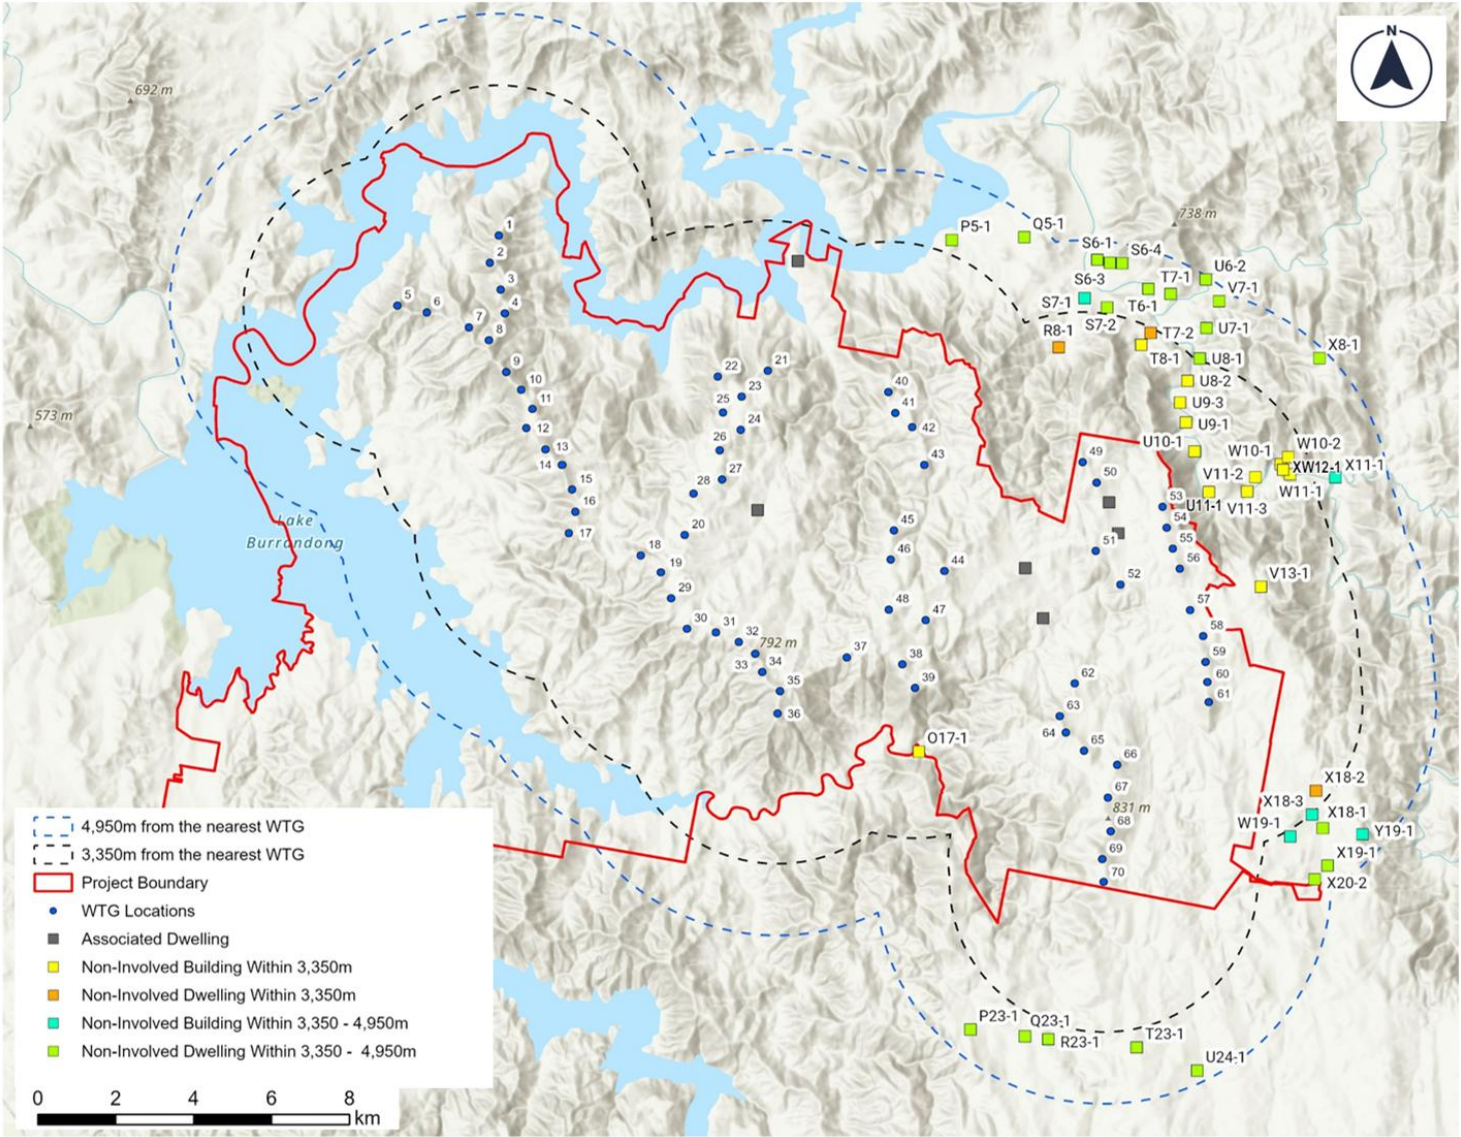 N
692 m
738 m
P5-1
Q5-1
S6-1
S6-4
1
2
S6-3
T7-1
U6-2
3
V7-1
5
6
4
S7-1
T6-1
7
S7-2
8
R8-1
T7-2
U7-1
T8-1
U8-1
X8-1
9
22
21
10
23
40
U8-2
11
25
41
U9-3
573 m
12
24
42
U9-1
13
26
43
49
U10-1
W10-1
W10-2
14
27
50
V11-2
XW12-1
X11-1
15
28
W11-1
16
53
U11-1
V11-3
Lake
Burrendong
17
20
45
54
18
46
51
55
19
44
56
29
52
V13-1
48
47
57
30
31
32
792 m
58
33
34
37
38
59
35
39
62
60
36
63
61
64
65
O17-1
66
67
X18-2
831 m
X18-3
X18-1
68
W19-1
Y19-1
69
X19-1
70
X20-2
4,950m from the nearest WTG
3,350m from the nearest WTG
Project Boundary
WTG Locations
Associated Dwelling
Non-Involved Building Within 3,350m
Non-Involved Dwelling Within 3,350m
Non-Involved Building Within 3,350 - 4,950m
Non-Involved Dwelling Within 3,350 - 4,950m
P23-1
Q23-1
R23-1
T23-1
U24-1
0 2 4 6 8
km